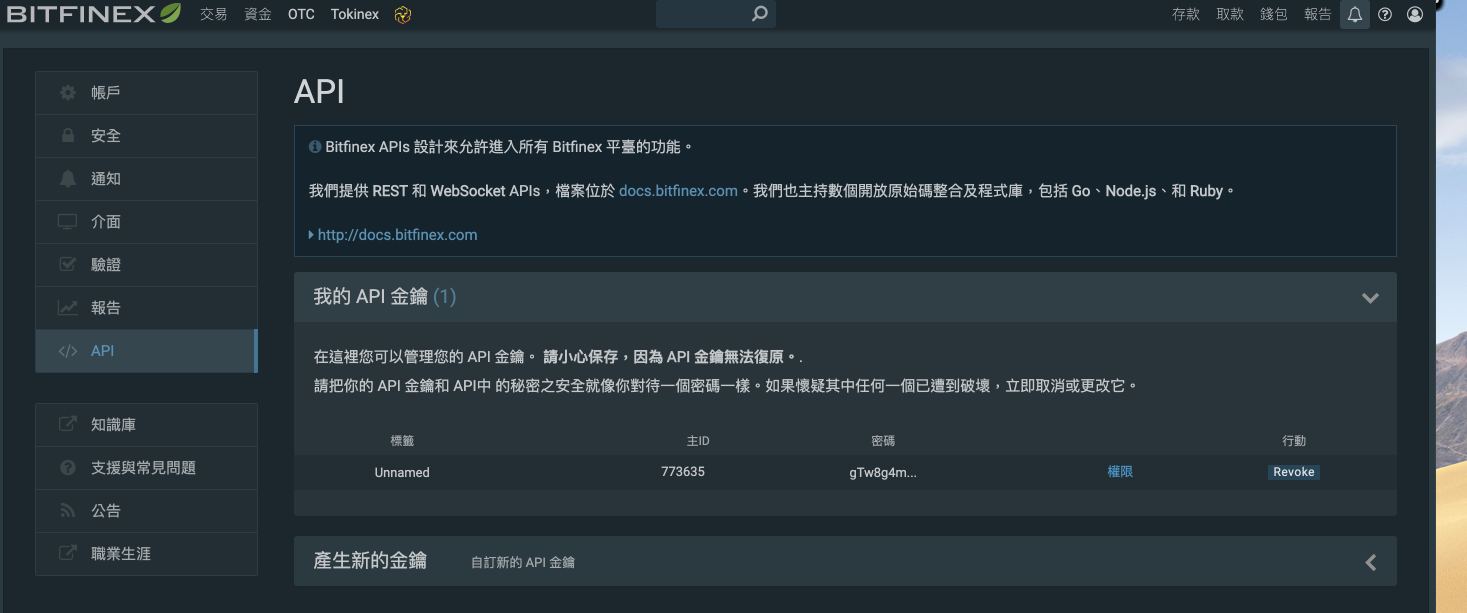 BITFINEX 交易 資金 OTC Tokinex
存款 取款 錢包 報告
帳戶
安全
通知
介面
驗證
報告
API
知識庫
支援與常見問題
公告
職業生涯
API
Bitfinex APIs 設計來允許進入所有 Bitfinex 平臺的功能。
我們提供 REST 和 WebSocket APIs，檔案位於 docs.bitfinex.com。我們也主持數個開放原始碼整合及程式庫，包括 Go、Node.js、和 Ruby。
http://docs.bitfinex.com
我的 API 金鑰 (1)
在這裡您可以管理您的 API 金鑰。 請小心保存，因為 API 金鑰無法復原。.
請把你的 API 金鑰和 API中 的秘密之安全就像你對待一個密碼一樣。如果懷疑其中任何一個已遭到破壞，立即取消或更改它。
標籤 主ID 密碼 行動
Unnamed 773635 gTw8g4m... 權限 Revoke
產生新的金鑰 自訂新的 API 金鑰